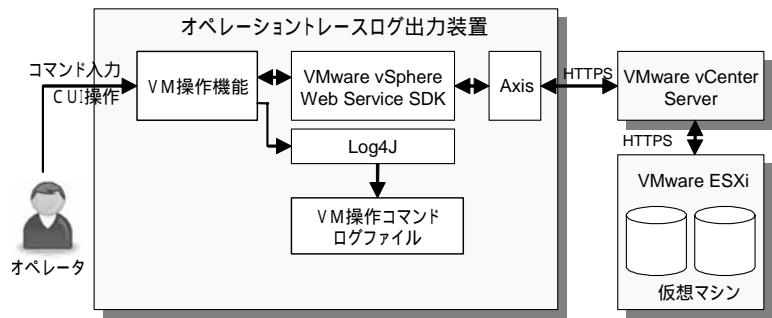 オペレーショントレースログ出力装置
コマンド入力
CUI操作
VM操作機能
VMware vSphere
Web Service SDK
Axis
HTTPS
VMware vCenter
Server
Log4J
HTTPS
VM操作コマンド
ログファイル
VMware ESXi
仮想マシン
オペレータ